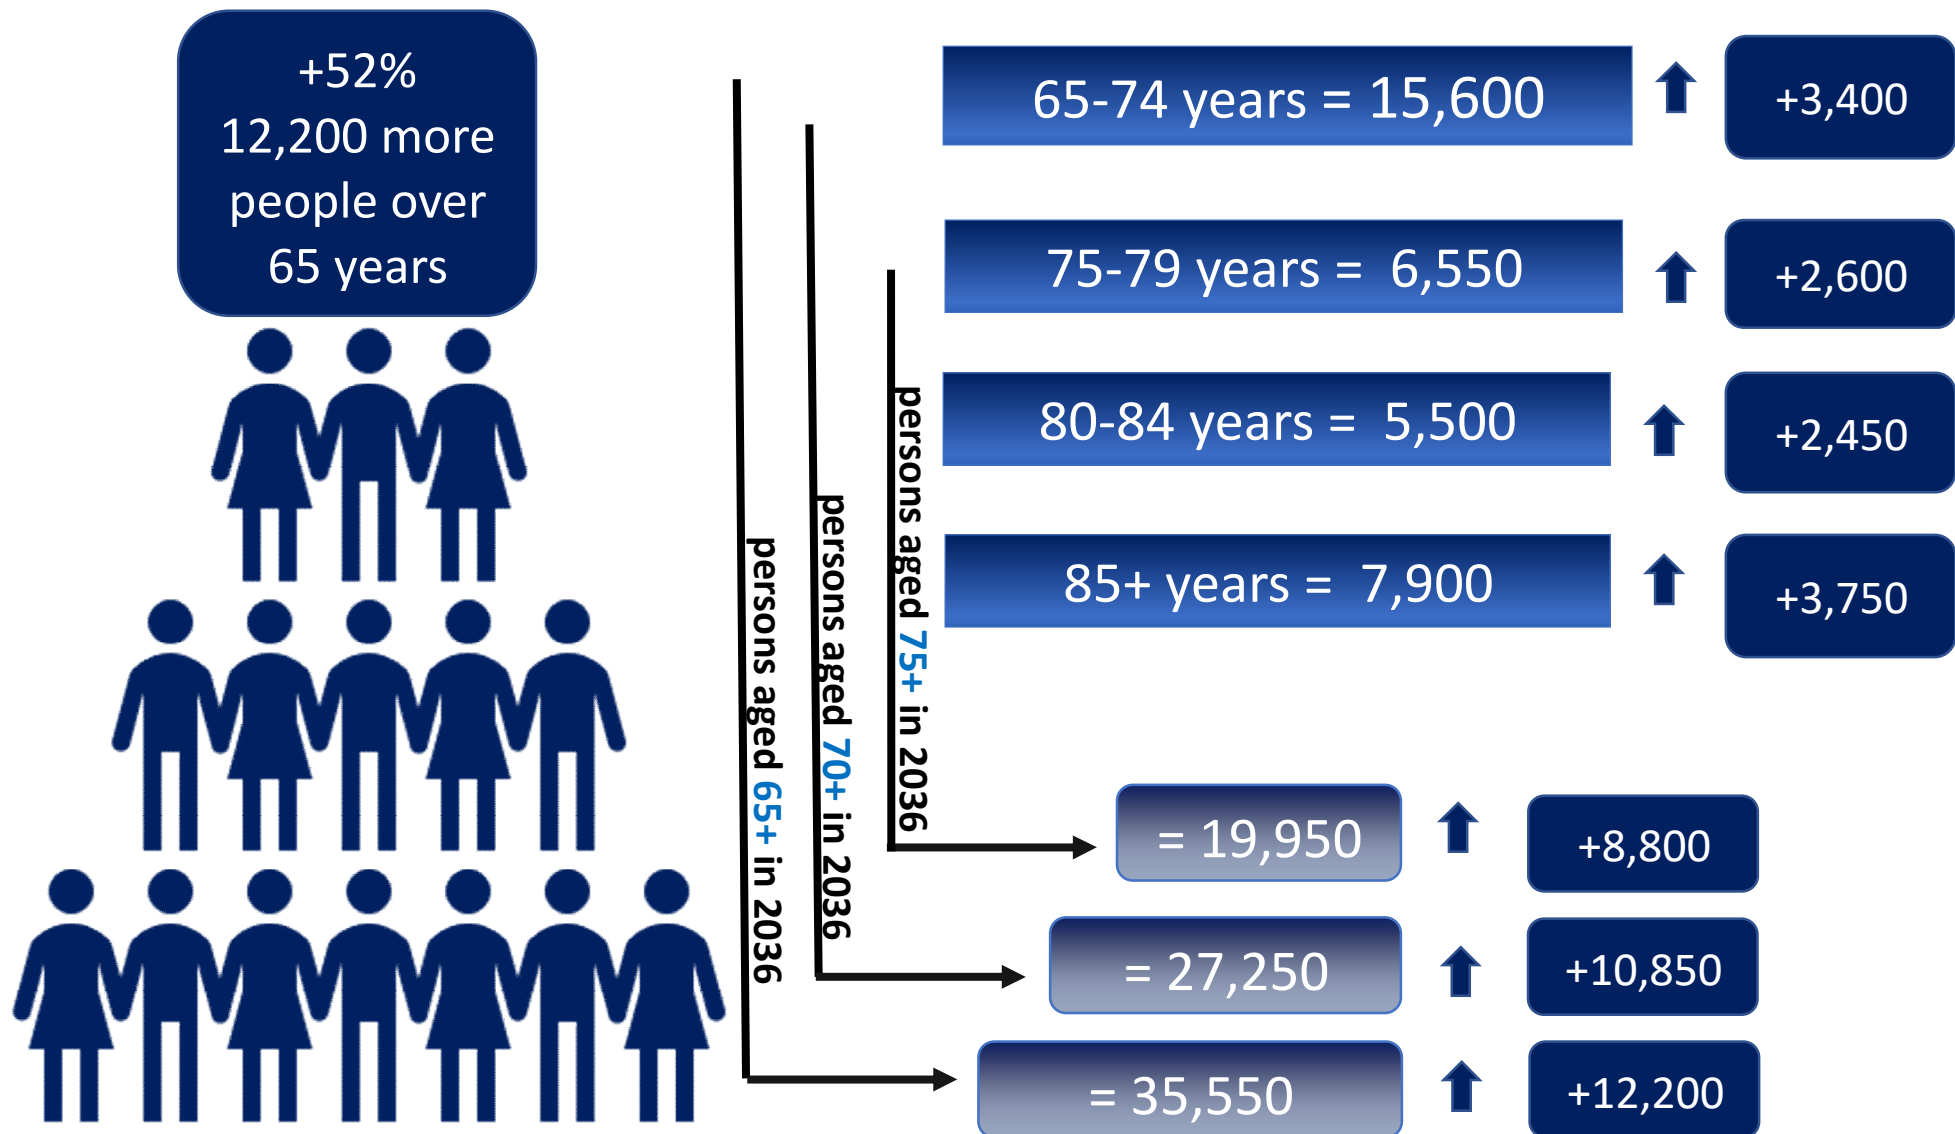 +52%
12,200 more
people over
65 years
65-74 years = 15,600
+3,400
75-79 years = 6,550
+2,600
80-84 years = 5,500
+2,450
85+ years = 7,900
+3,750
persons aged 65+ in 2036
persons aged 70+ in 2036
persons aged 75+ in 2036
= 19,950
+8,800
= 27,250
+10,850
= 35,550
+12,200